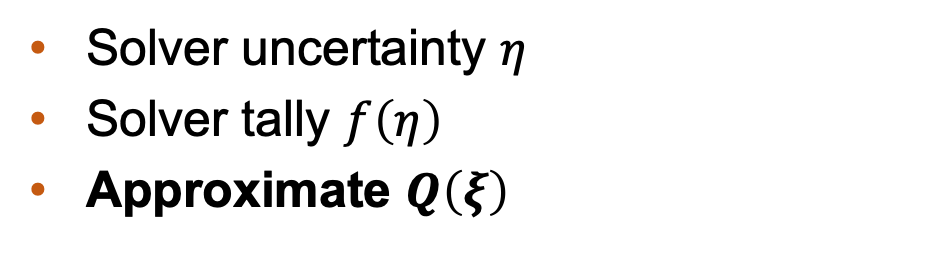 • Solver uncertainty η
• Solver tally f(η)
• Approximate Q(ξ)